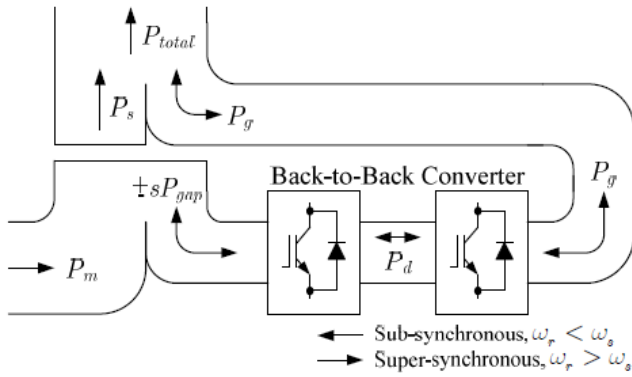 P_total
P_s
P_g
Back-to-Back Converter
±sP_gap
P_g
P_d
P_m
Sub-synchronous, ω_r < ω_s
Super-synchronous, ω_r > ω_s